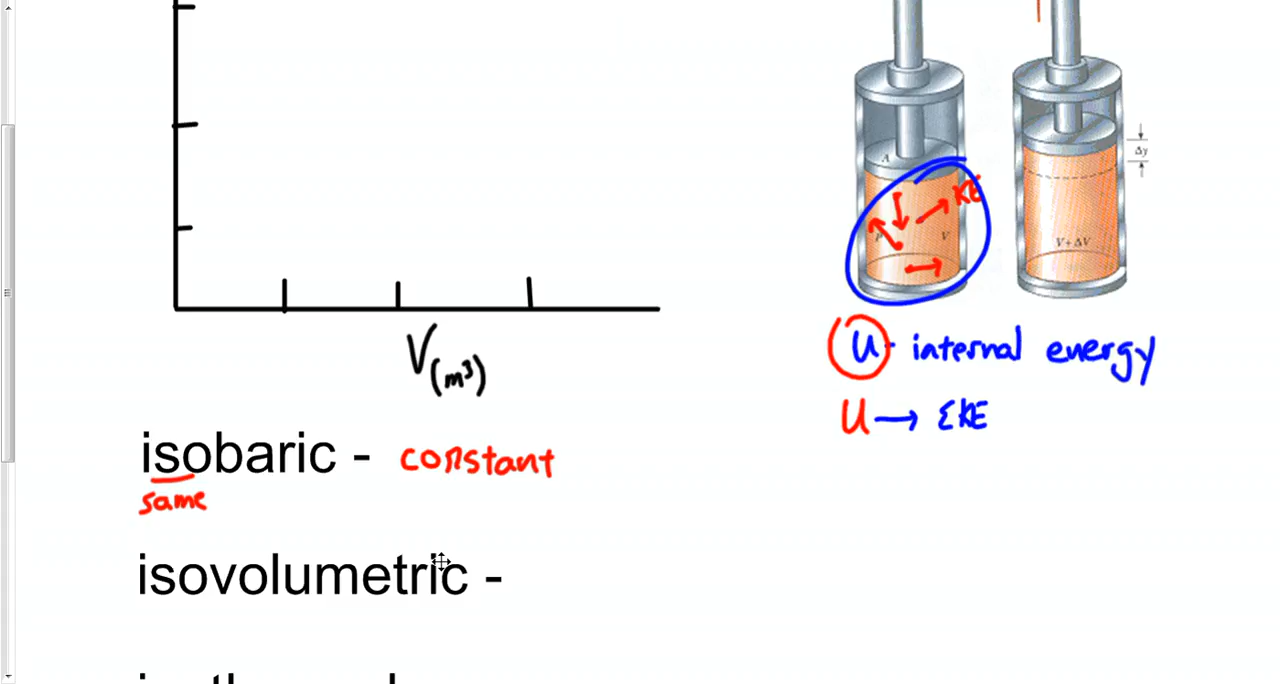 A
KE
P
V
Δy
V + ΔV
V(m³)
U - internal energy
U → ΣKE
isobaric - constant
same
isovolumetric -